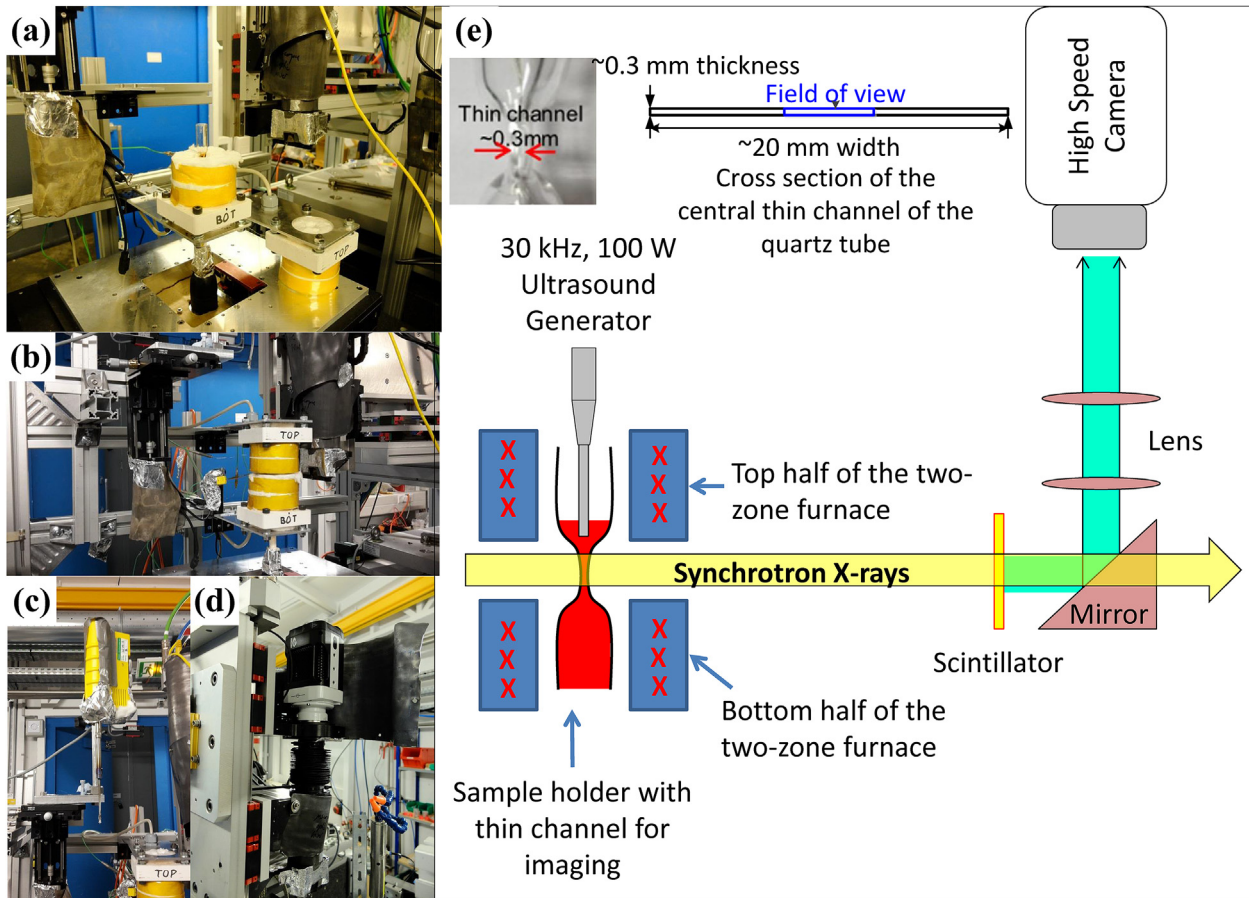 (a)
BOT
TOP
(b)
TOP
BOT
(c)
TOP
(d)
(e)
Thin channel
~0.3mm
~0.3 mm thickness
Field of view
~20 mm width
Cross section of the
central thin channel of the
quartz tube
High Speed
Camera
30 kHz, 100 W
Ultrasound
Generator
X
X
X
X
X
X
Top half of the two-
zone furnace
Lens
Synchrotron X-rays
Mirror
Scintillator
X
X
X
X
X
X
Bottom half of the
two-zone furnace
Sample holder with
thin channel for
imaging